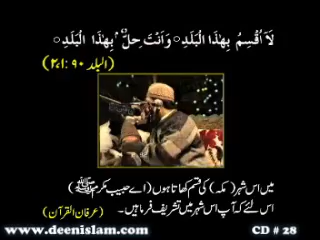 لَآ اُقْسِمُ بِهٰذَا الْبَلَدِ ۙ وَاَنْتَ حِلٌّۢ بِهٰذَا الْبَلَدِ ۙ
(البلد ۹۰ : ۱، ۲)
میں اس شہر (مکہ) کی قسم کھاتا ہوں (اے حبیب مکرم ﷺ)
اس لئے کہ آپ اس شہر میں تشریف فرما ہیں۔ (عرفان القرآن)
www.deenislam.com CD # 28